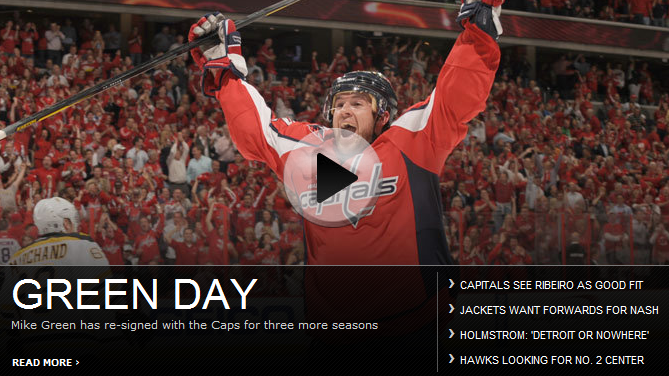 capitals
MARCHAND
GREEN DAY
Mike Green has re-signed with the Caps for three more seasons
READ MORE ›
› CAPITALS SEE RIBEIRO AS GOOD FIT
› JACKETS WANT FORWARDS FOR NASH
› HOLMSTROM: 'DETROIT OR NOWHERE'
› HAWKS LOOKING FOR NO. 2 CENTER